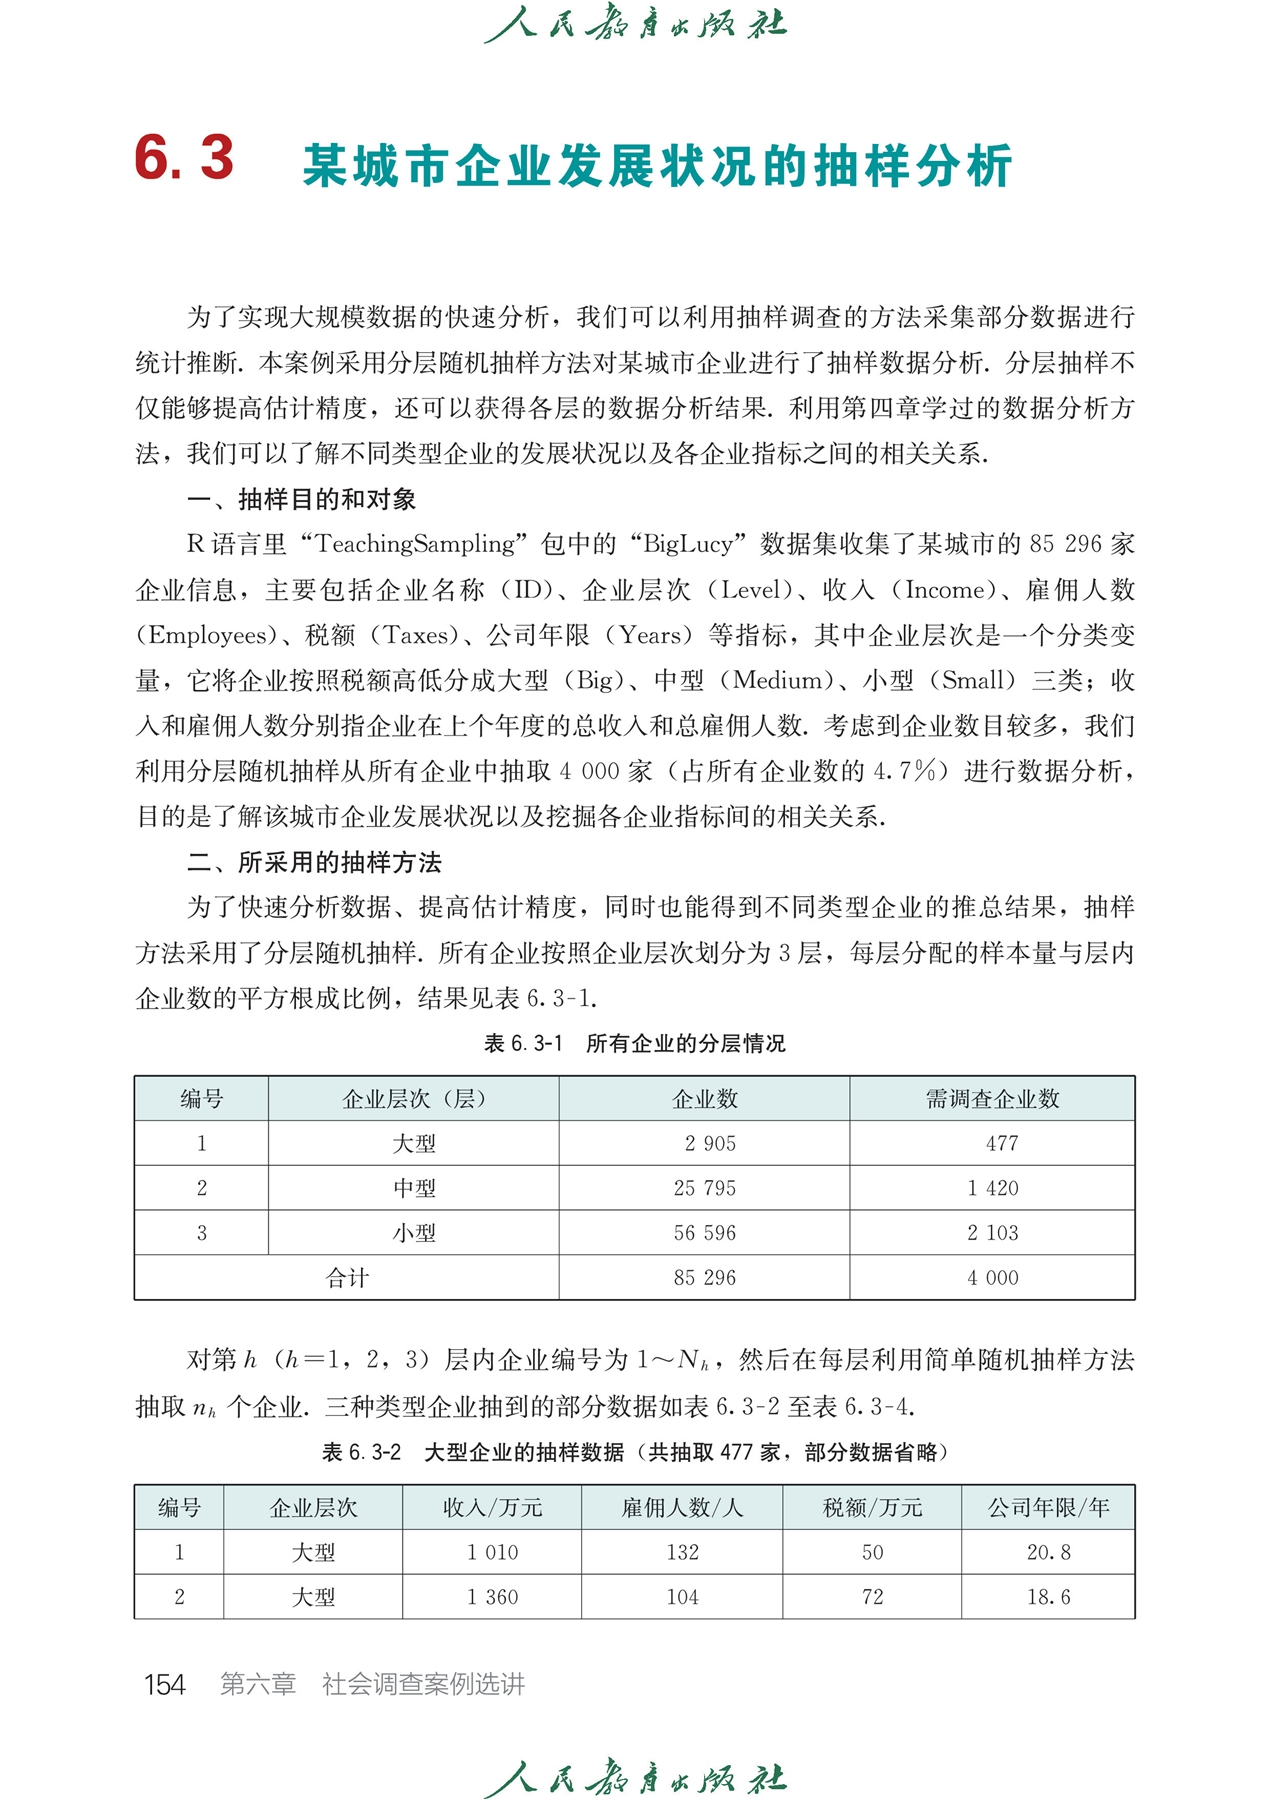 人民教育出版社
6.3 某城市企业发展状况的抽样分析
为了实现大规模数据的快速分析，我们可以利用抽样调查的方法采集部分数据进行
统计推断. 本案例采用分层随机抽样方法对某城市企业进行了抽样数据分析. 分层抽样不
仅能够提高估计精度，还可以获得各层的数据分析结果. 利用第四章学过的数据分析方
法，我们可以了解不同类型企业的发展状况以及各企业指标之间的相关关系.
一、抽样目的和对象
R语言里“TeachingSampling”包中的“BigLucy”数据集收集了某城市的 85 296 家
企业信息，主要包括企业名称（ID）、企业层次（Level）、收入（Income）、雇佣人数
（Employees）、税额（Taxes）、公司年限（Years）等指标，其中企业层次是一个分类变
量，它将企业按照税额高低分成大型（Big）、中型（Medium）、小型（Small）三类；收
入和雇佣人数分别指企业在上个年度的总收入和总雇佣人数. 考虑到企业数目较多，我们
利用分层随机抽样从所有企业中抽取 4 000 家（占所有企业数的 4.7%）进行数据分析，
目的是了解该城市企业发展状况以及挖掘各企业指标间的相关关系.
二、所采用的抽样方法
为了快速分析数据、提高估计精度，同时也能得到不同类型企业的推总结果，抽样
方法采用了分层随机抽样. 所有企业按照企业层次划分为 3 层，每层分配的样本量与层内
企业数的平方根成比例，结果见表 6.3-1.
表 6.3-1 所有企业的分层情况
编号 企业层次（层） 企业数 需调查企业数
1 大型 2 905 477
2 中型 25 795 1 420
3 小型 56 596 2 103
合计 85 296 4 000
对第 h（h=1，2，3）层内企业编号为 1～Nₕ，然后在每层利用简单随机抽样方法
抽取 nₕ 个企业. 三种类型企业抽到的部分数据如表 6.3-2 至表 6.3-4.
表 6.3-2 大型企业的抽样数据（共抽取 477 家，部分数据省略）
编号 企业层次 收入/万元 雇佣人数/人 税额/万元 公司年限/年
1 大型 1 010 132 50 20.8
2 大型 1 360 104 72 18.6
154 第六章 社会调查案例选讲
人民教育出版社